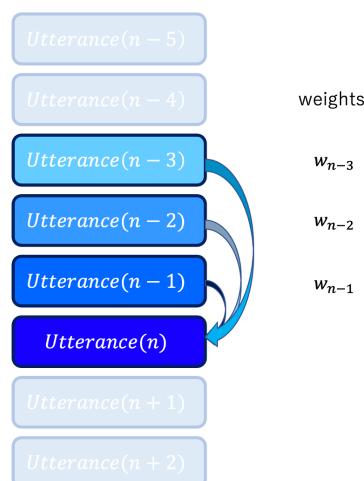 Utterance(n − 5)
Utterance(n − 4)
weights
Utterance(n − 3)
w_{n−3}
Utterance(n − 2)
w_{n−2}
Utterance(n − 1)
w_{n−1}
Utterance(n)
Utterance(n + 1)
Utterance(n + 2)